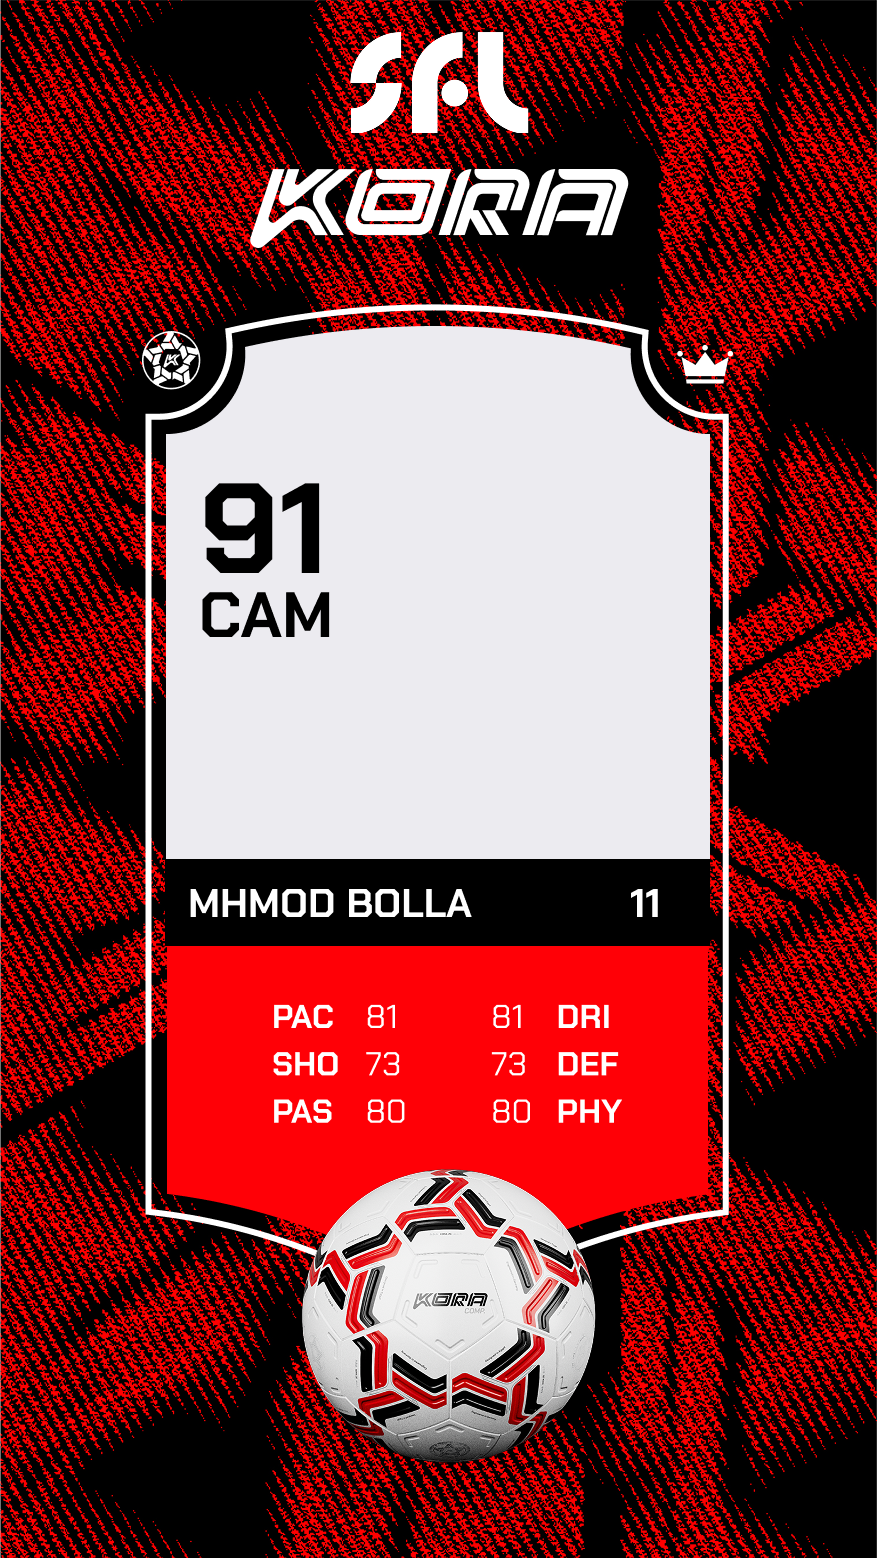 SFL
KORA
91
CAM
MHMOD BOLLA 11
PAC 81 81 DRI
SHO 73 73 DEF
PAS 80 80 PHY
KORA
COMP.